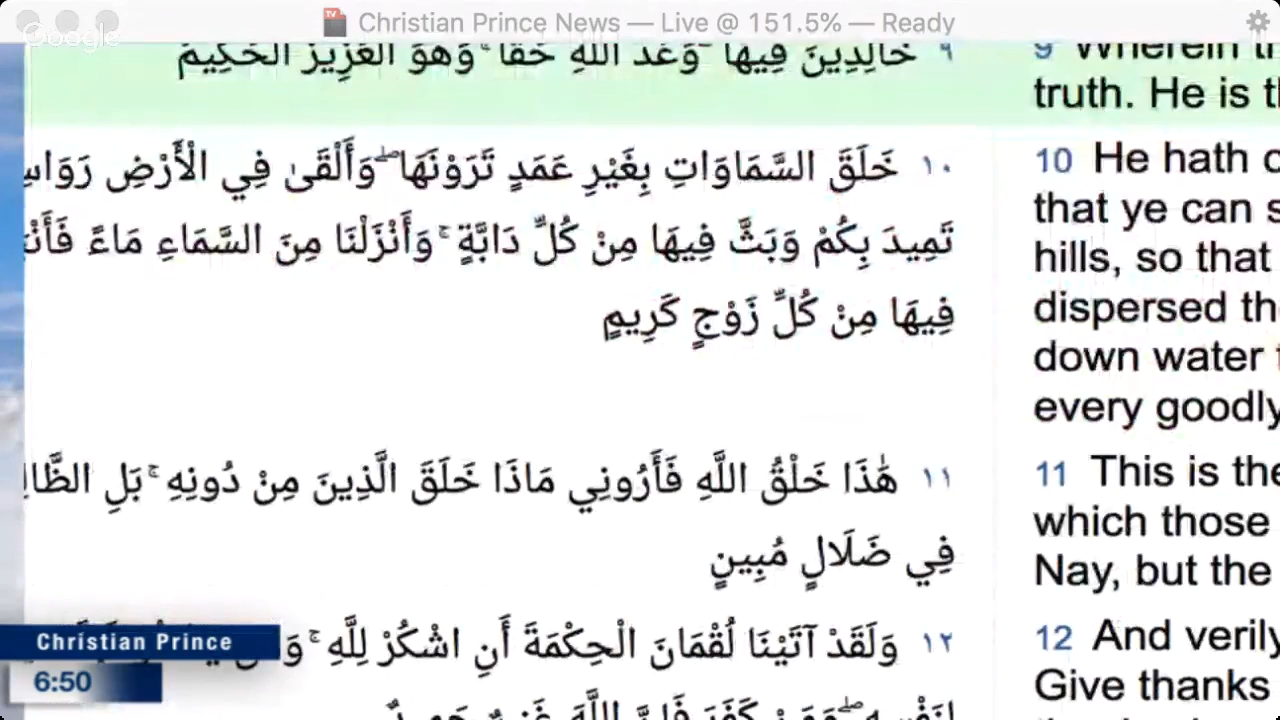 Christian Prince News — Live @ 151.5% — Ready
Google
٩ خَالِدِينَ فِيهَا ۖ وَعْدَ اللَّهِ حَقًّا ۚ وَهُوَ الْعَزِيزُ الْحَكِيمُ
9 Wherein
truth. He is
١٠ خَلَقَ السَّمَاوَاتِ بِغَيْرِ عَمَدٍ تَرَوْنَهَا ۖ وَأَلْقَىٰ فِي الْأَرْضِ
تَمِيدَ بِكُمْ وَبَثَّ فِيهَا مِنْ كُلِّ دَابَّةٍ ۚ وَأَنْزَلْنَا مِنَ السَّمَاءِ مَاءً
فِيهَا مِنْ كُلِّ زَوْجٍ كَرِيمٍ
10 He hath
that ye can
hills, so that
dispersed
down water
every goodly
١١ هَٰذَا خَلْقُ اللَّهِ فَأَرُونِي مَاذَا خَلَقَ الَّذِينَ مِنْ دُونِهِ ۚ بَلِ
فِي ضَلَالٍ مُبِينٍ
11 This is the
which those
Nay, but the
١٢ وَلَقَدْ آتَيْنَا لُقْمَانَ الْحِكْمَةَ أَنِ اشْكُرْ لِلَّهِ ۚ
12 And verily
Give thanks
Christian Prince
6:50